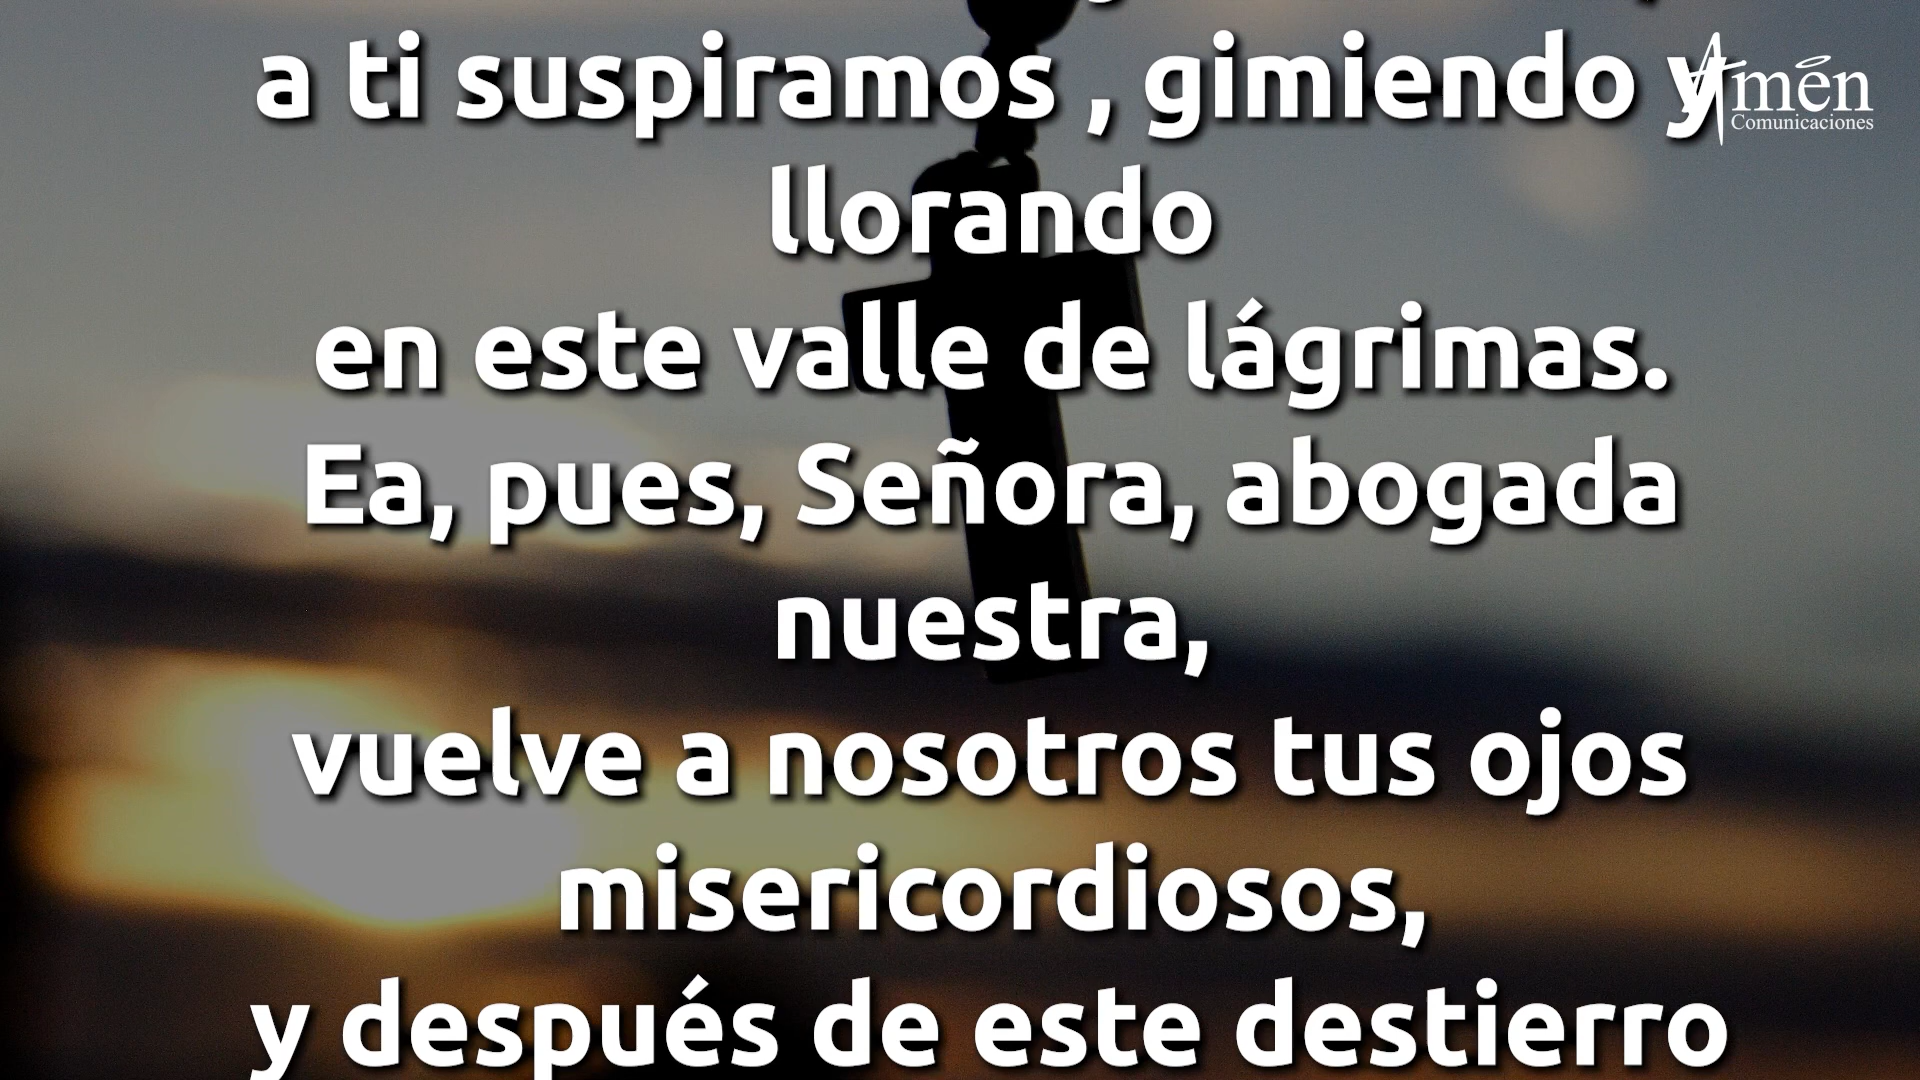 a ti suspiramos , gimiendo y
llorando
en este valle de lágrimas.
Ea, pues, Señora, abogada
nuestra,
vuelve a nosotros tus ojos
misericordiosos,
y después de este destierro
Amén
Comunicaciones